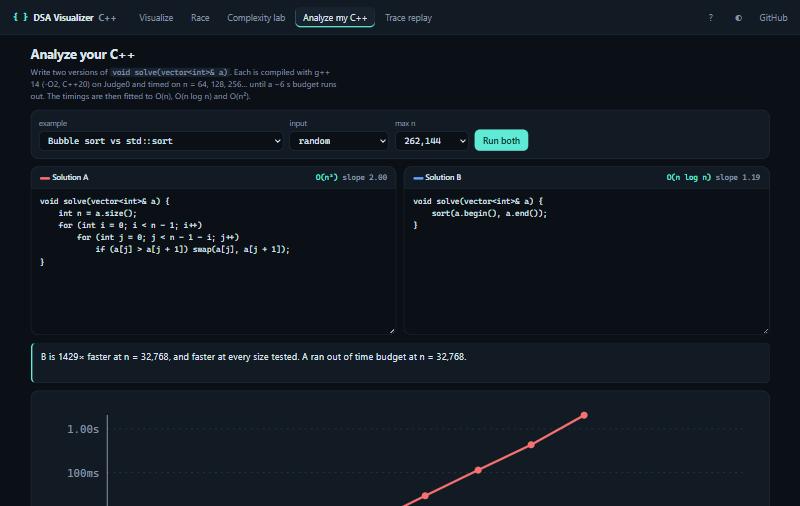 { } DSA Visualizer C++ Visualize Race Complexity lab Analyze my C++ Trace replay ? GitHub
Analyze your C++
Write two versions of void solve(vector<int>& a). Each is compiled with g++
14 (-O2, C++20) on Judge0 and timed on n = 64, 128, 256… until a ~6 s budget runs
out. The timings are then fitted to O(n), O(n log n) and O(n²).
example input max n
Bubble sort vs std::sort random 262,144 Run both
Solution A O(n²) slope 2.00
void solve(vector<int>& a) {
    int n = a.size();
    for (int i = 0; i < n - 1; i++)
        for (int j = 0; j < n - 1 - i; j++)
            if (a[j] > a[j + 1]) swap(a[j], a[j + 1]);
}
Solution B O(n log n) slope 1.19
void solve(vector<int>& a) {
    sort(a.begin(), a.end());
}
B is 1429× faster at n = 32,768, and faster at every size tested. A ran out of time budget at n = 32,768.
1.00s
100ms